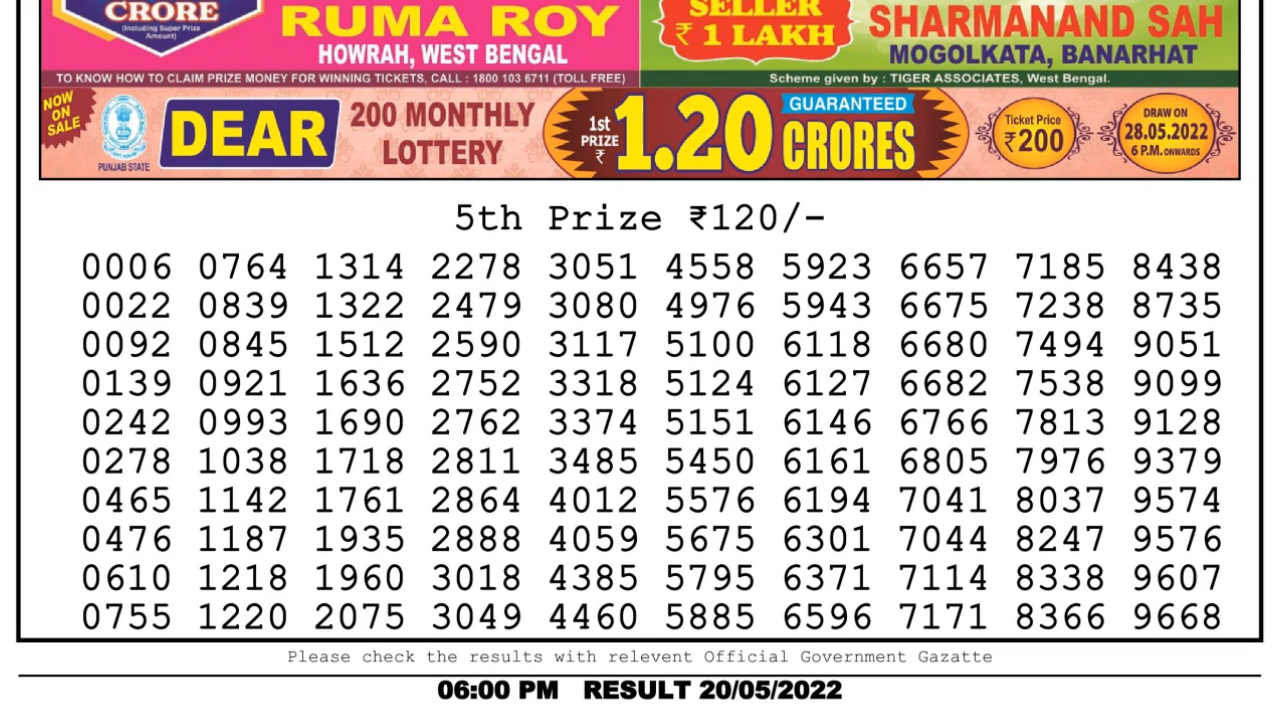 CRORE
(Including Super Prize
Amount)
RUMA ROY
HOWRAH, WEST BENGAL
SELLER
₹ 1 LAKH
SHARMANAND SAH
MOGOLKATA, BANARHAT
TO KNOW HOW TO CLAIM PRIZE MONEY FOR WINNING TICKETS, CALL : 1800 103 6711 (TOLL FREE)
Scheme given by : TIGER ASSOCIATES, West Bengal.
NOW
ON
SALE
PUNJAB STATE
DEAR
200 MONTHLY
LOTTERY
1st
PRIZE
₹
1.20
GUARANTEED
CRORES
Ticket Price
₹200
DRAW ON
28.05.2022
6 P.M. ONWARDS
5th Prize ₹120/-
0006 0764 1314 2278 3051 4558 5923 6657 7185 8438
0022 0839 1322 2479 3080 4976 5943 6675 7238 8735
0092 0845 1512 2590 3117 5100 6118 6680 7494 9051
0139 0921 1636 2752 3318 5124 6127 6682 7538 9099
0242 0993 1690 2762 3374 5151 6146 6766 7813 9128
0278 1038 1718 2811 3485 5450 6161 6805 7976 9379
0465 1142 1761 2864 4012 5576 6194 7041 8037 9574
0476 1187 1935 2888 4059 5675 6301 7044 8247 9576
0610 1218 1960 3018 4385 5795 6371 7114 8338 9607
0755 1220 2075 3049 4460 5885 6596 7171 8366 9668
Please check the results with relevent Official Government Gazatte
06:00 PM RESULT 20/05/2022